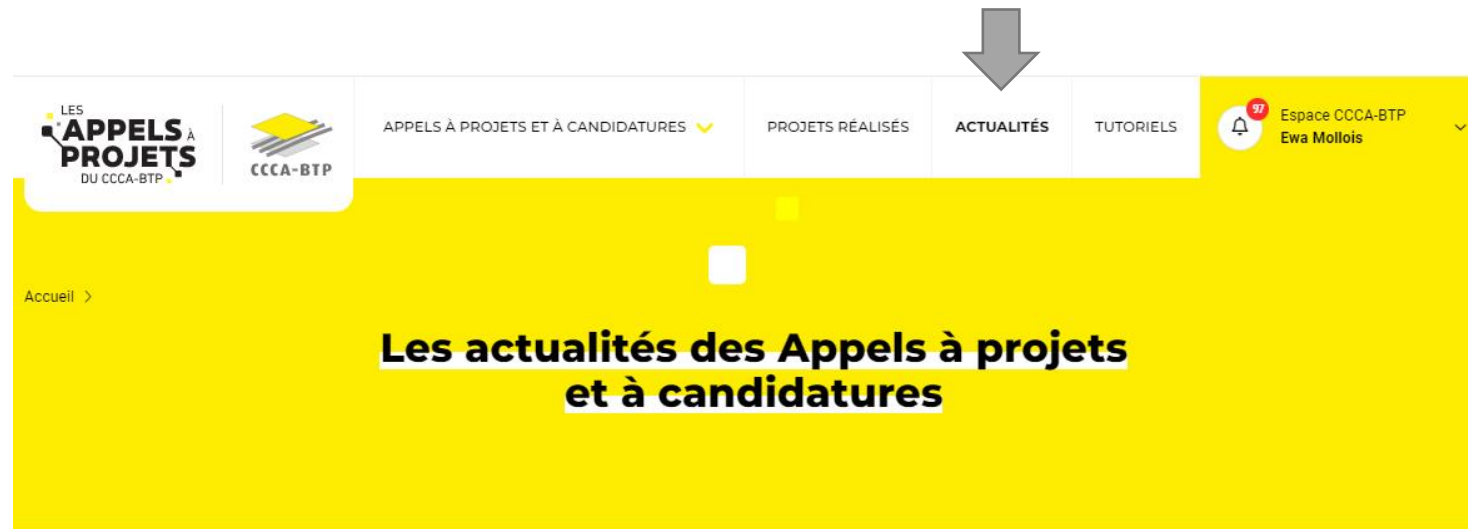 LES
APPELS À
PROJETS
DU CCCA-BTP
CCCA-BTP
APPELS À PROJETS ET À CANDIDATURES
PROJETS RÉALISÉS
ACTUALITÉS
TUTORIELS
97
Espace CCCA-BTP
Ewa Mollois
Accueil >
Les actualités des Appels à projets
et à candidatures